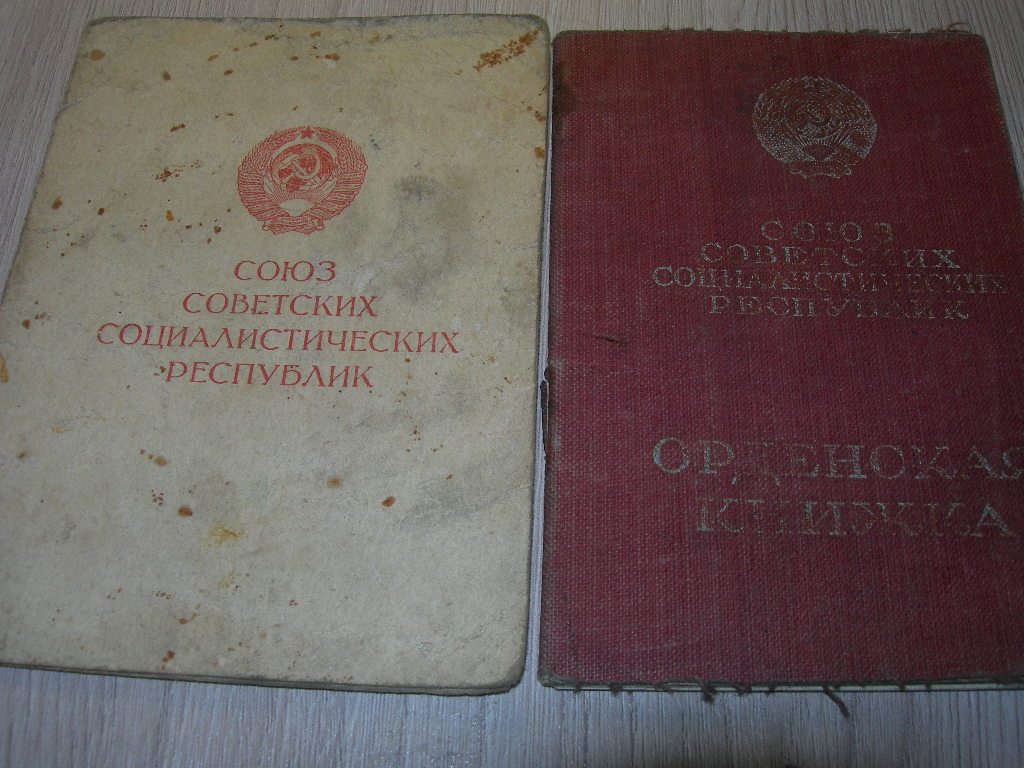 СОЮЗ
СОВЕТСКИХ
СОЦИАЛИСТИЧЕСКИХ
РЕСПУБЛИК
СОЮЗ
СОВЕТСКИХ
СОЦИАЛИСТИЧЕСКИХ
РЕСПУБЛИК
ОРДЕНСКАЯ
КНИЖКА